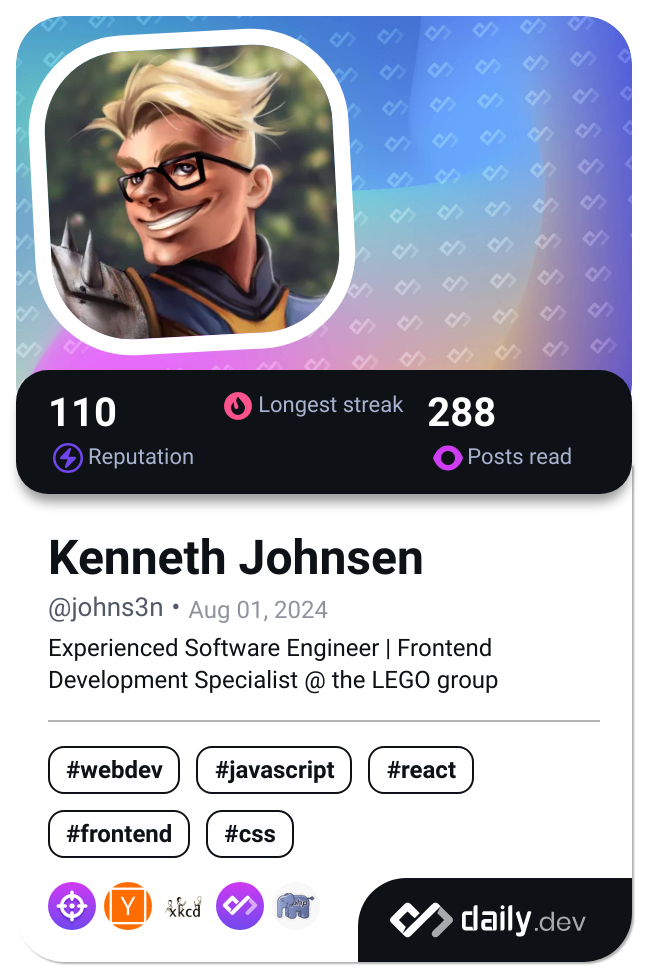 110
Reputation
Longest streak
288
Posts read
Kenneth Johnsen
@johns3n • Aug 01, 2024
Experienced Software Engineer | Frontend
Development Specialist @ the LEGO group
#webdev #javascript #react
#frontend #css
Y xkcd php
daily.dev